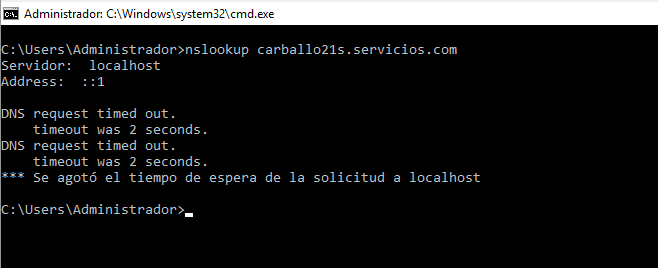 Administrador: C:\Windows\system32\cmd.exe
C:\Users\Administrador>nslookup carballo21s.servicios.com
Servidor:  localhost
Address:  ::1
DNS request timed out.
    timeout was 2 seconds.
DNS request timed out.
    timeout was 2 seconds.
*** Se agotó el tiempo de espera de la solicitud a localhost
C:\Users\Administrador>